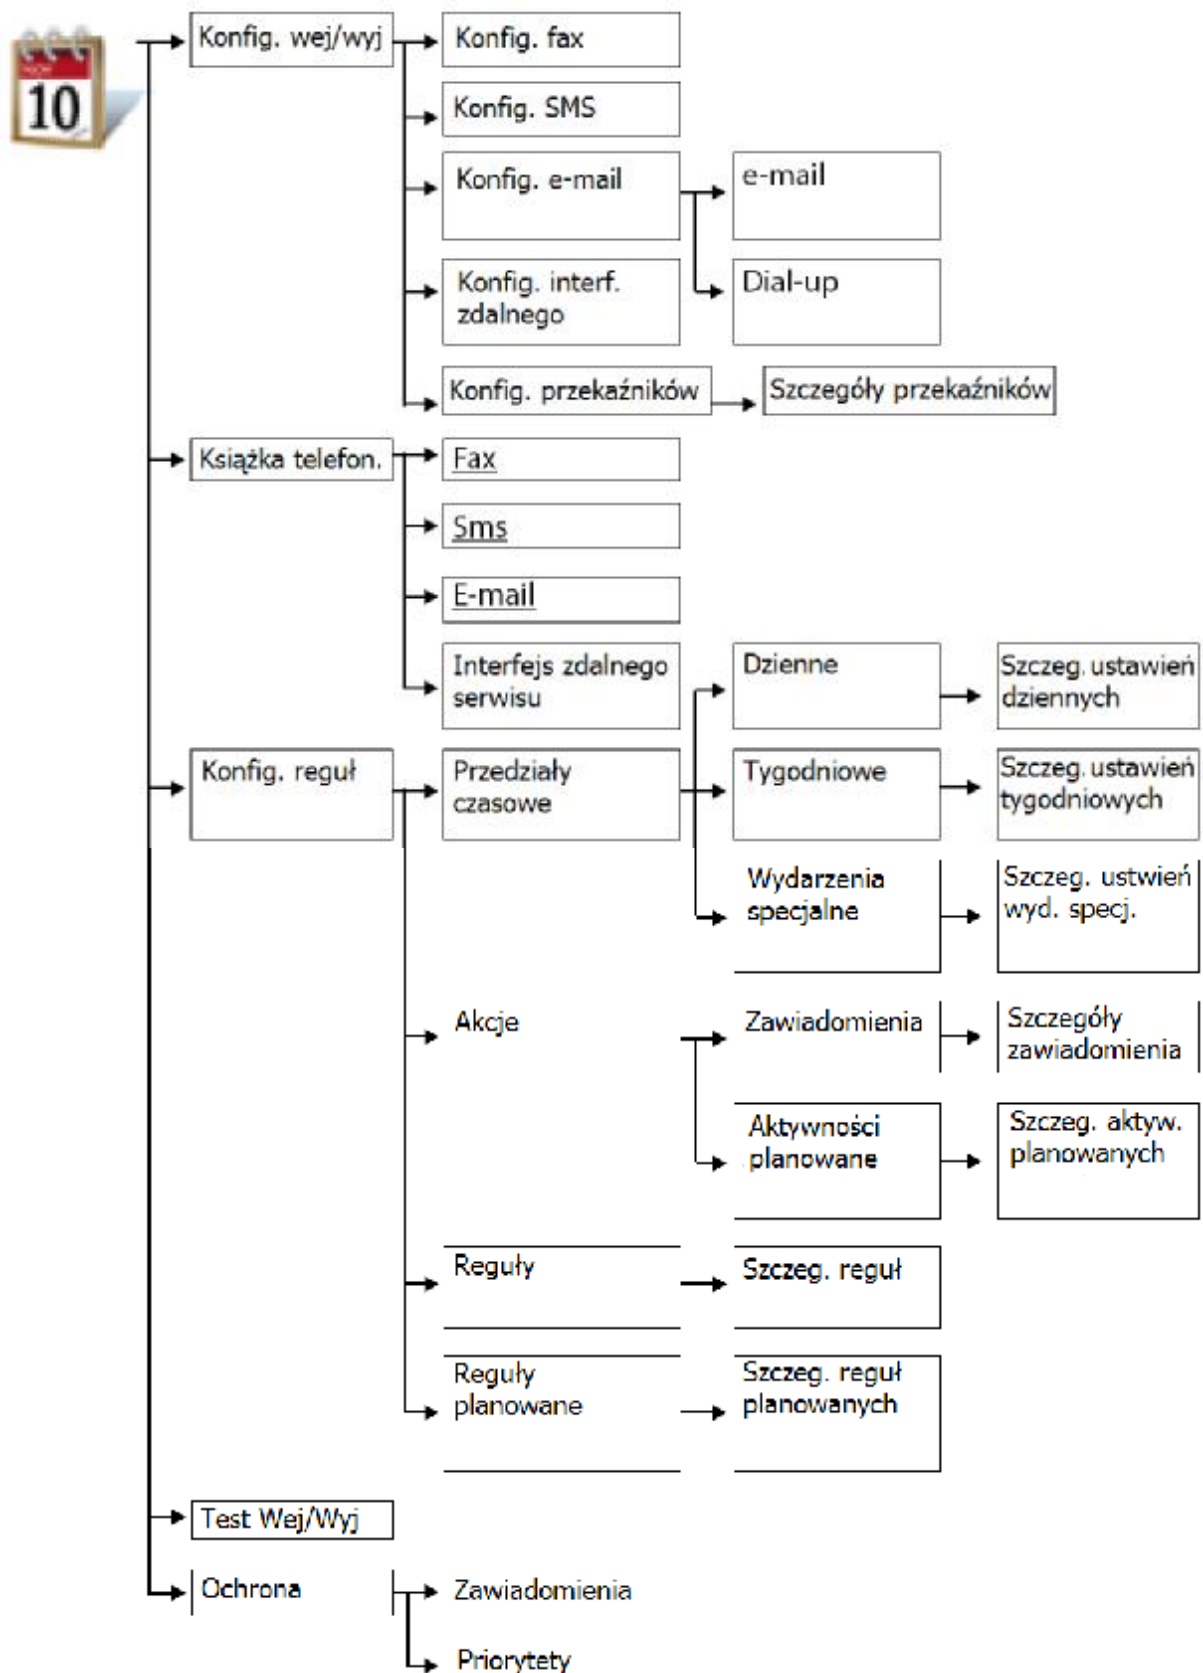 10
Konfig. wej/wyj
Konfig. fax
Konfig. SMS
Konfig. e-mail
e-mail
Dial-up
Konfig. interf.
zdalnego
Konfig. przekaźników
Szczegóły przekaźników
Książka telefon.
Fax
Sms
E-mail
Interfejs zdalnego
serwisu
Konfig. reguł
Przedziały
czasowe
Dzienne
Szczeg. ustawień
dziennych
Tygodniowe
Szczeg. ustawień
tygodniowych
Wydarzenia
specjalne
Szczeg. ustwień
wyd. specj.
Akcje
Zawiadomienia
Szczegóły
zawiadomienia
Aktywności
planowane
Szczeg. aktyw.
planowanych
Reguły
Szczeg. reguł
Reguły
planowane
Szczeg. reguł
planowanych
Test Wej/Wyj
Ochrona
Zawiadomienia
Priorytety